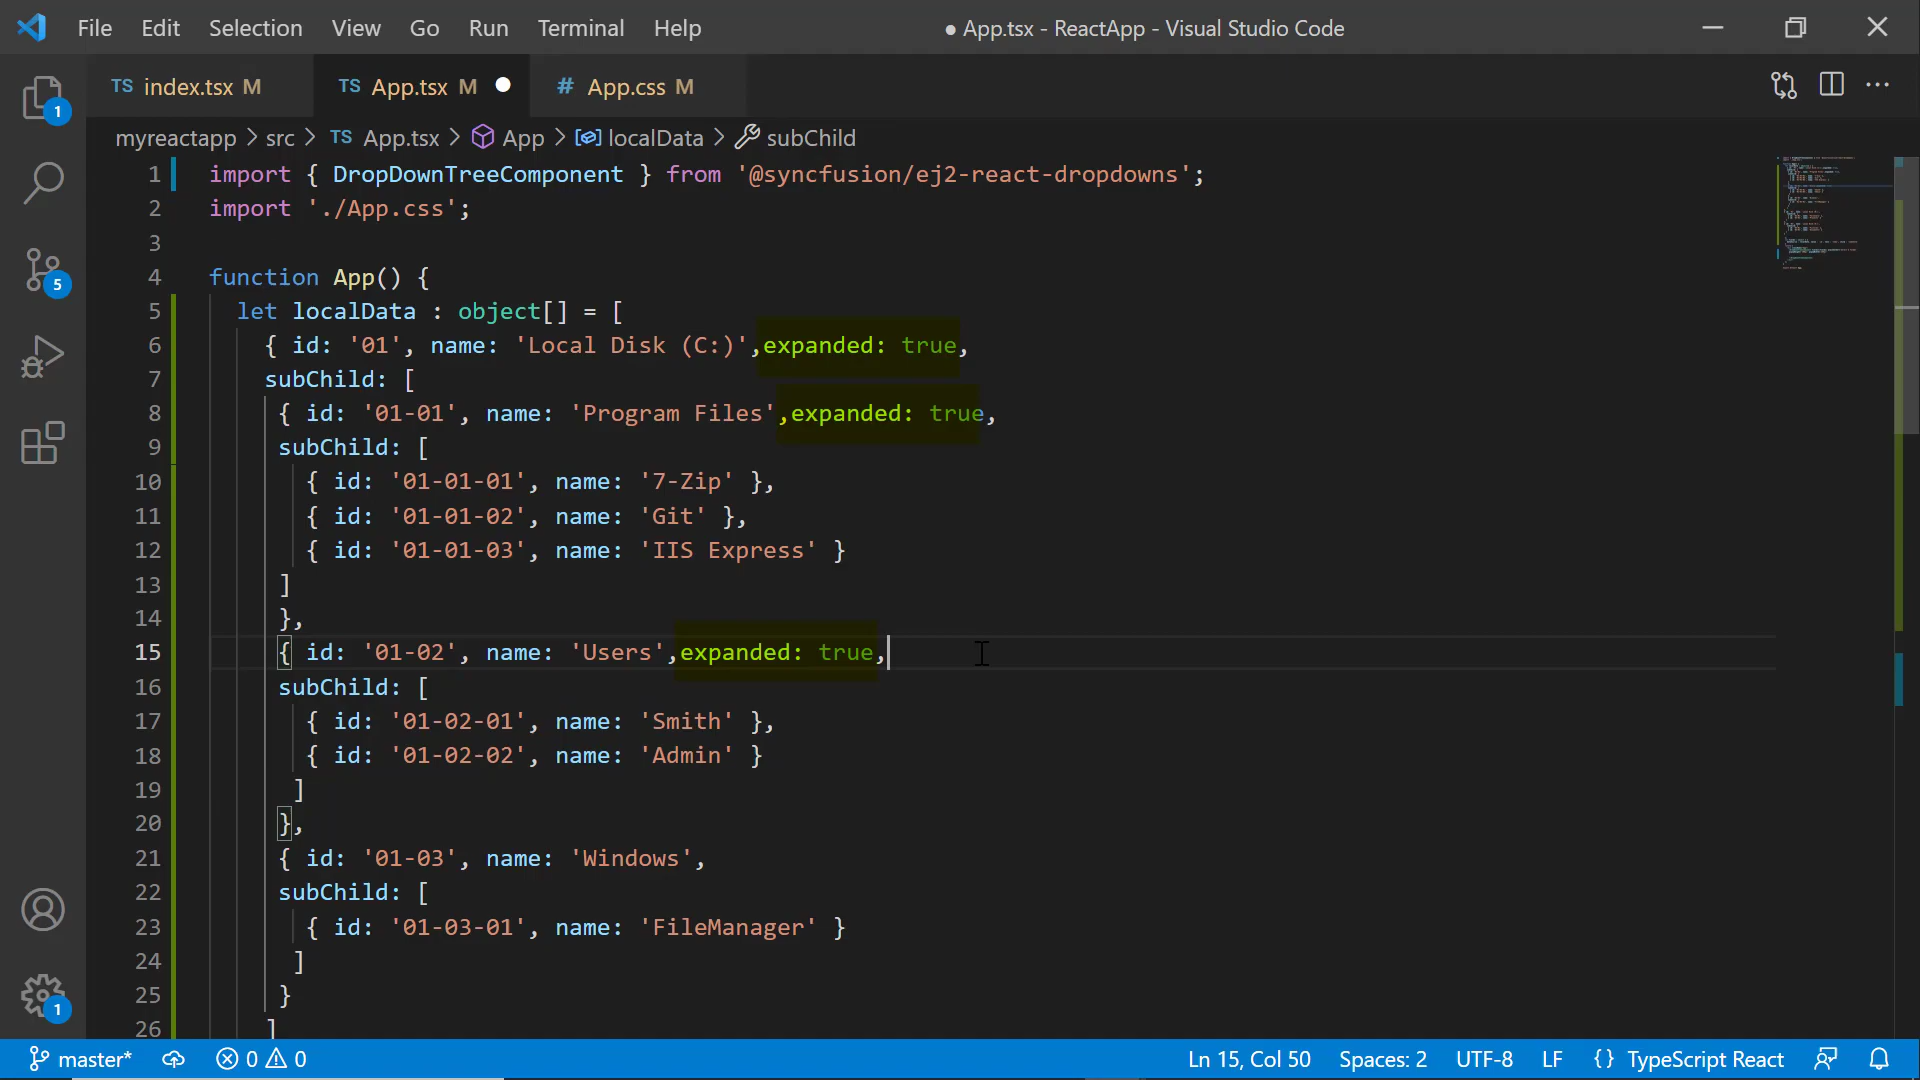 File Edit Selection View Go Run Terminal Help ● App.tsx - ReactApp - Visual Studio Code
TS index.tsx M TS App.tsx M # App.css M
myreactapp > src > TS App.tsx > App > localData > subChild
1 import { DropDownTreeComponent } from '@syncfusion/ej2-react-dropdowns';
2 import './App.css';
3
4 function App() {
5 let localData : object[] = [
6 { id: '01', name: 'Local Disk (C:)',expanded: true,
7 subChild: [
8 { id: '01-01', name: 'Program Files',expanded: true,
9 subChild: [
10 { id: '01-01-01', name: '7-Zip' },
11 { id: '01-01-02', name: 'Git' },
12 { id: '01-01-03', name: 'IIS Express' }
13 ]
14 },
15 { id: '01-02', name: 'Users',expanded: true,
16 subChild: [
17 { id: '01-02-01', name: 'Smith' },
18 { id: '01-02-02', name: 'Admin' }
19 ]
20 },
21 { id: '01-03', name: 'Windows',
22 subChild: [
23 { id: '01-03-01', name: 'FileManager' }
24 ]
25 }
26 ]
1
5
1
master* 0 0 Ln 15, Col 50 Spaces: 2 UTF-8 LF {} TypeScript React